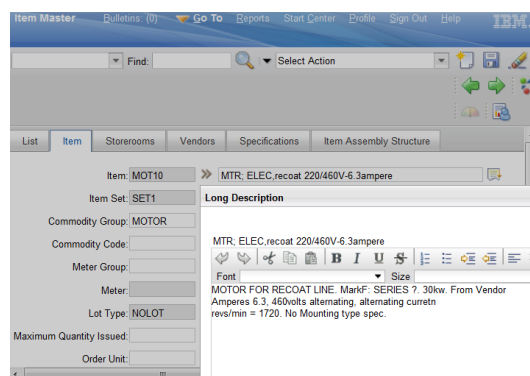 Item Master Bulletins: (0) Go To Reports Start Center Profile Sign Out Help IBM.
Find: Select Action
List Item Storerooms Vendors Specifications Item Assembly Structure
Item: MOT10 MTR; ELEC,recoat 220/460V-6.3ampere
Item Set: SET1
Long Description
Commodity Group: MOTOR
Commodity Code:
MTR; ELEC,recoat 220/460V-6.3ampere
Meter Group:
B I U S
Font Size
Meter:
MOTOR FOR RECOAT LINE. MarkF: SERIES ?. 30kw. From Vendor
Amperes 6.3, 460volts alternating, alternating curretn
Lot Type: NOLOT
revs/min = 1720. No Mounting type spec.
Maximum Quantity Issued:
Order Unit: